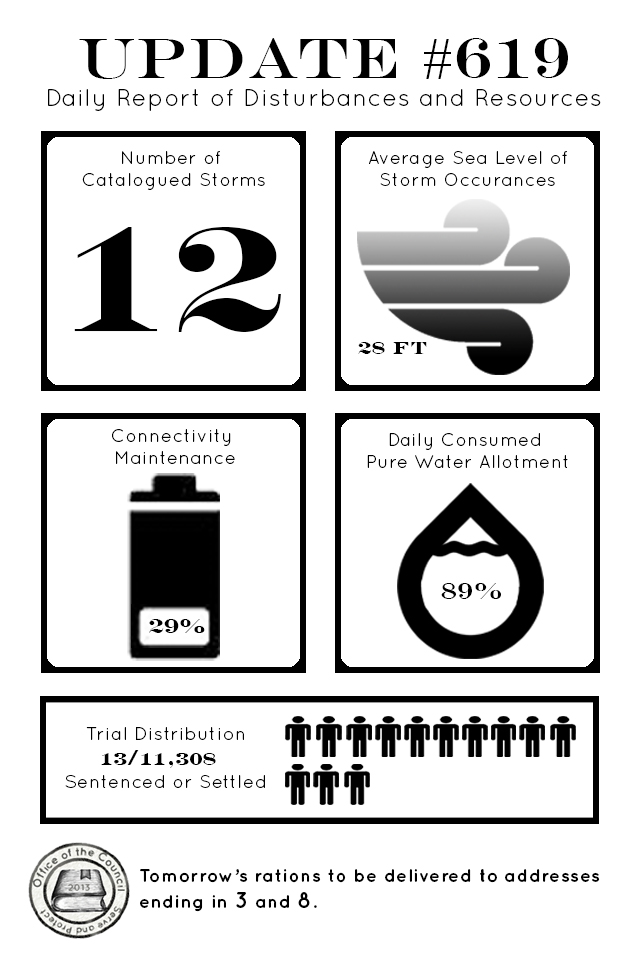 UPDATE #619
Daily Report of Disturbances and Resources
Number of
Catalogued Storms
12
Average Sea Level of
Storm Occurances
28 FT
Connectivity
Maintenance
29%
Daily Consumed
Pure Water Allotment
89%
Trial Distribution
13/11,308
Sentenced or Settled
Office of the Council
2013
Serve and Protect
Tomorrow's rations to be delivered to addresses
ending in 3 and 8.